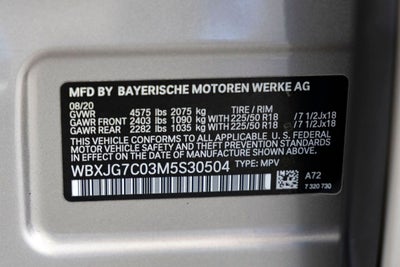 MFD. BY BAYERISCHE MOTOREN WERKE AG
08/20
GVWR 4575 lbs 2075 kg TIRE / RIM
GAWR FRONT 2403 lbs 1090 kg 225/50 R18 / 7 1/2Jx18
GAWR REAR 2282 lbs 1035 kg 225/50 R18 / 7 1/2Jx18
THIS VEHICLE CONFORMS TO ALL APPLICABLE U.S. FEDERAL
MOTOR VEHICLE SAFETY AND THEFT PREVENTION STANDARDS
IN EFFECT ON THE DATE OF MANUFACTURE SHOWN ABOVE.
WBXJG7C03M5S30504 TYPE: MPV
A72
7 320 730